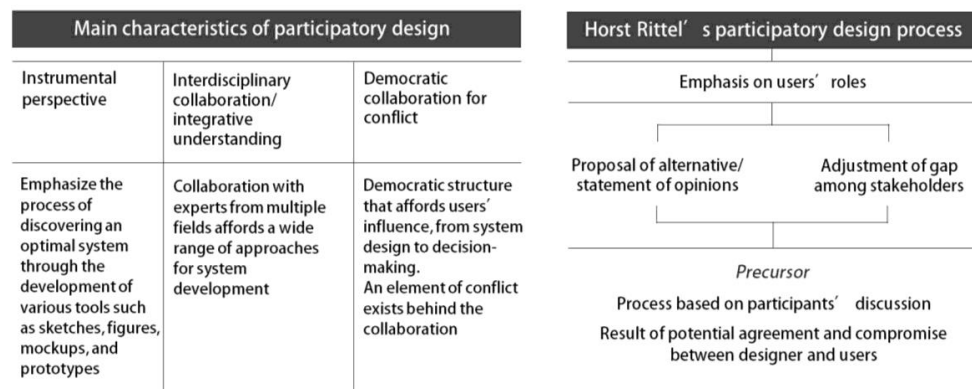 Main characteristics of participatory design
Instrumental
perspective
Interdisciplinary
collaboration/
integrative
understanding
Democratic
collaboration for
conflict
Emphasize the
process of
discovering an
optimal system
through the
development of
various tools such
as sketches, figures,
mockups, and
prototypes
Collaboration with
experts from multiple
fields affords a wide
range of approaches
for system
development
Democratic structure
that affords users’
influence, from system
design to decision-
making.
An element of conflict
exists behind the
collaboration
Horst Rittel’ s participatory design process
Emphasis on users’ roles
Proposal of alternative/
statement of opinions
Adjustment of gap
among stakeholders
Precursor
Process based on participants’ discussion
Result of potential agreement and compromise
between designer and users